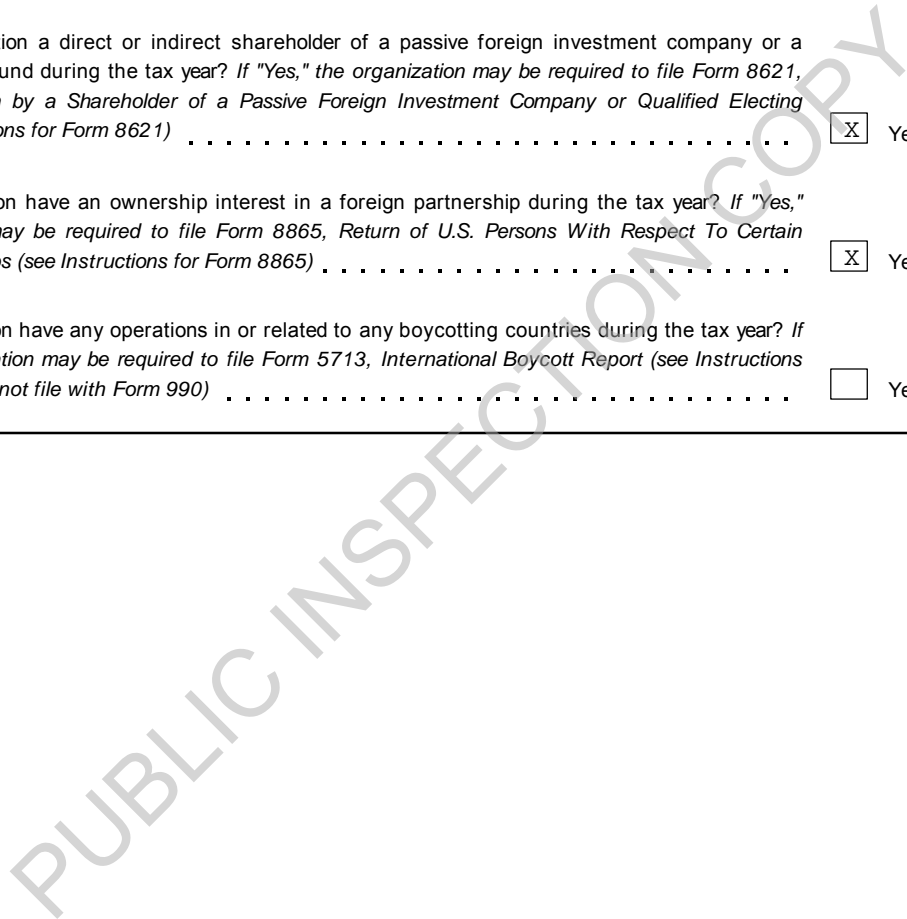 ion a direct or indirect shareholder of a passive foreign investment company or a
und during the tax year? If "Yes," the organization may be required to file Form 8621,
by a Shareholder of a Passive Foreign Investment Company or Qualified Electing
ons for Form 8621) X Ye
on have an ownership interest in a foreign partnership during the tax year? If "Yes,"
may be required to file Form 8865, Return of U.S. Persons With Respect To Certain
s (see Instructions for Form 8865) X Ye
on have any operations in or related to any boycotting countries during the tax year? If
ation may be required to file Form 5713, International Boycott Report (see Instructions
not file with Form 990) Ye
PUBLIC INSPECTION COPY